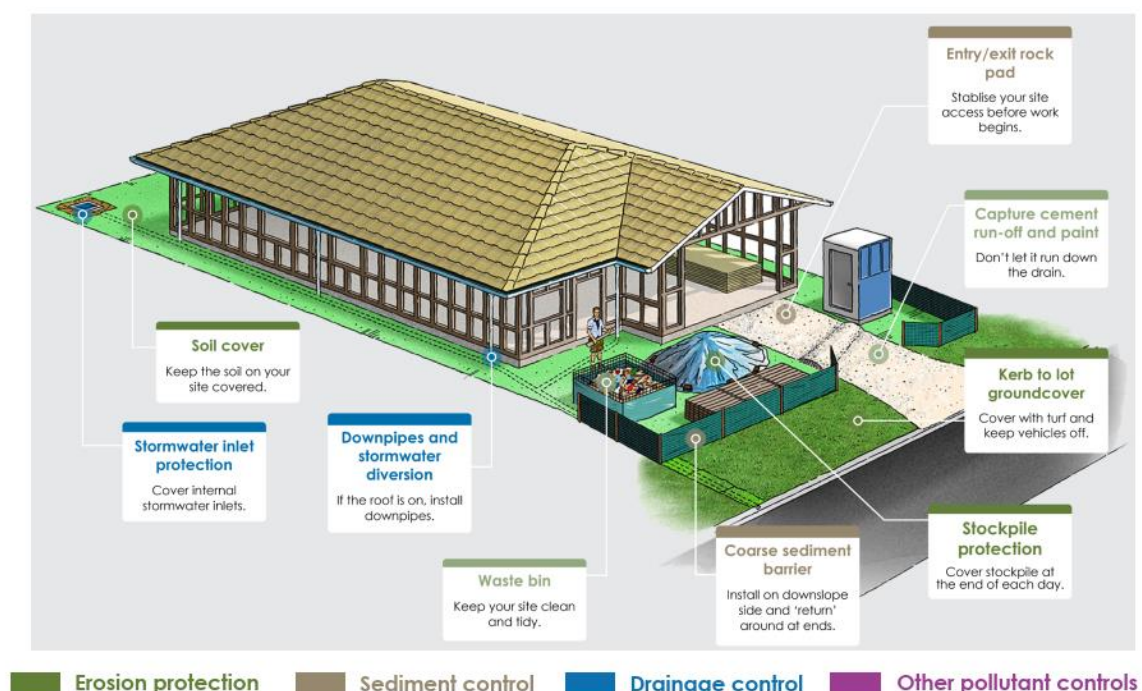 Entry/exit rock
pad
Stablise your site
access before work
begins.
Capture cement
run-off and paint
Don't let it run down
the drain.
Soil cover
Keep the soil on your
site covered.
Kerb to lot
groundcover
Cover with turf and
keep vehicles off.
Stormwater inlet
protection
Cover internal
stormwater inlets.
Downpipes and
stormwater
diversion
If the roof is on, install
downpipes.
Stockpile
protection
Cover stockpile at
the end of each day.
Coarse sediment
barrier
Install on downslope
side and 'return'
around at ends.
Waste bin
Keep your site clean
and tidy.
Erosion protection
Sediment control
Drainage control
Other pollutant controls